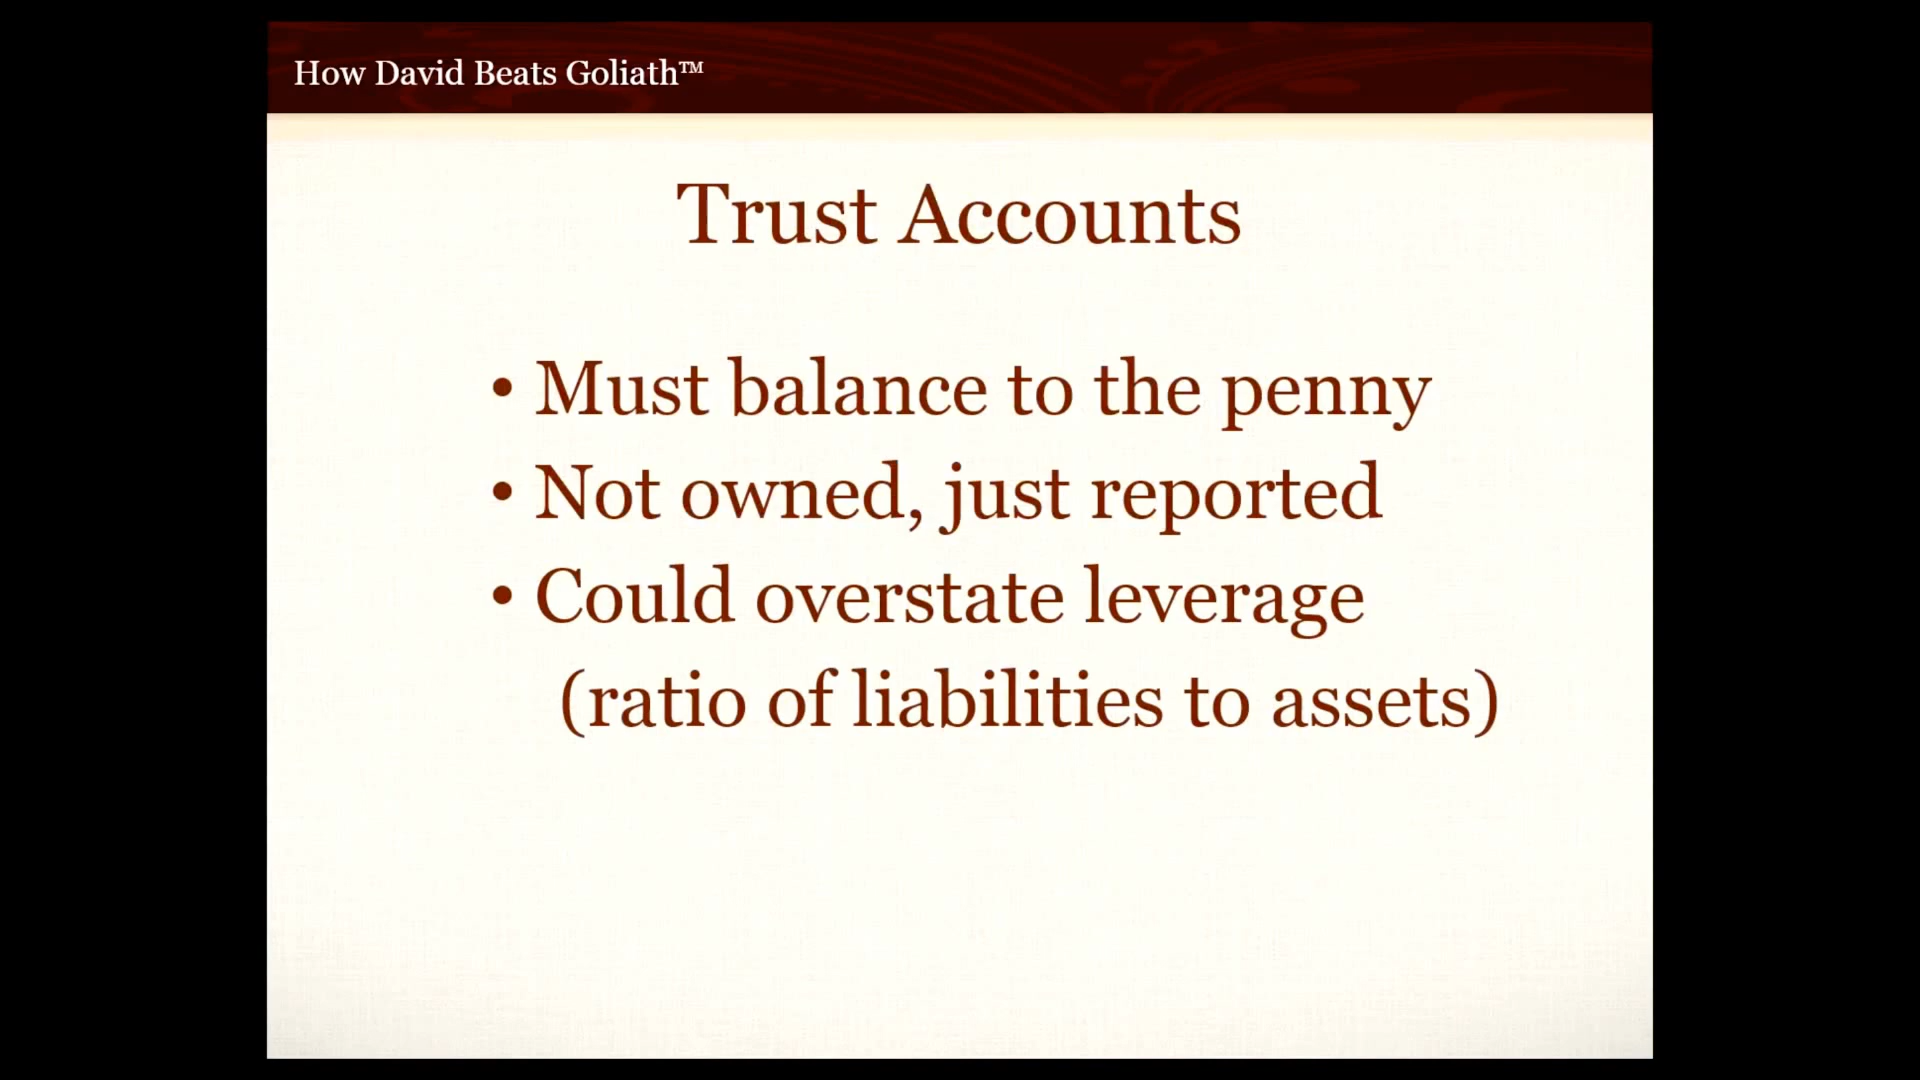 How David Beats Goliath™
Trust Accounts
• Must balance to the penny
• Not owned, just reported
• Could overstate leverage
(ratio of liabilities to assets)